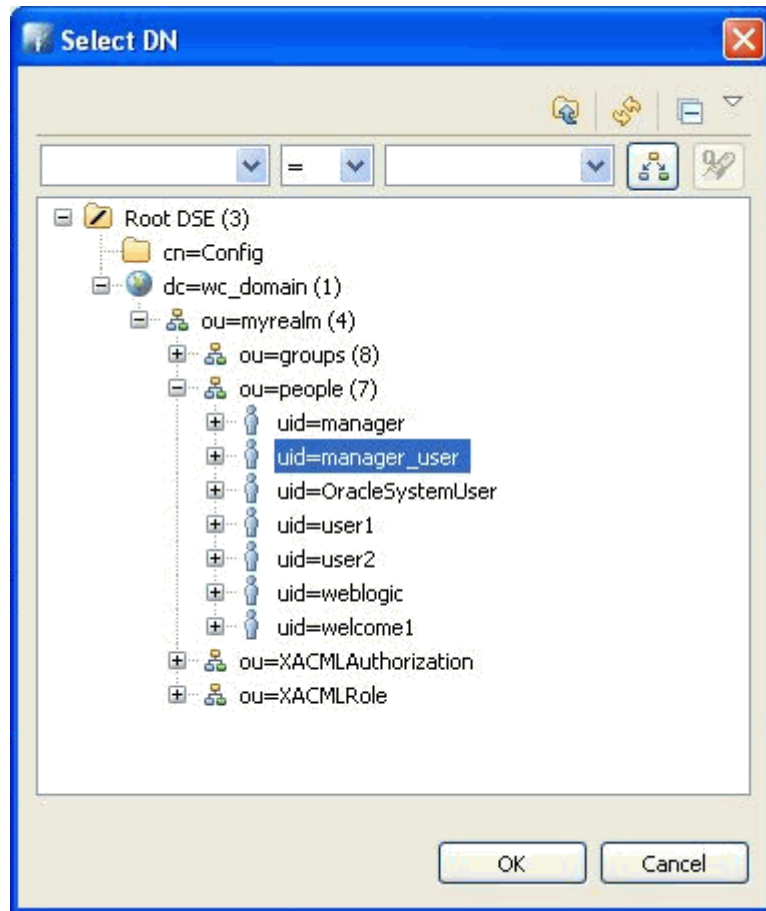 Select DN
=
Root DSE (3)
cn=Config
dc=wc_domain (1)
ou=myrealm (4)
ou=groups (8)
ou=people (7)
uid=manager
uid=manager_user
uid=OracleSystemUser
uid=user1
uid=user2
uid=weblogic
uid=welcome1
ou=XACMLAuthorization
ou=XACMLRole
OK Cancel